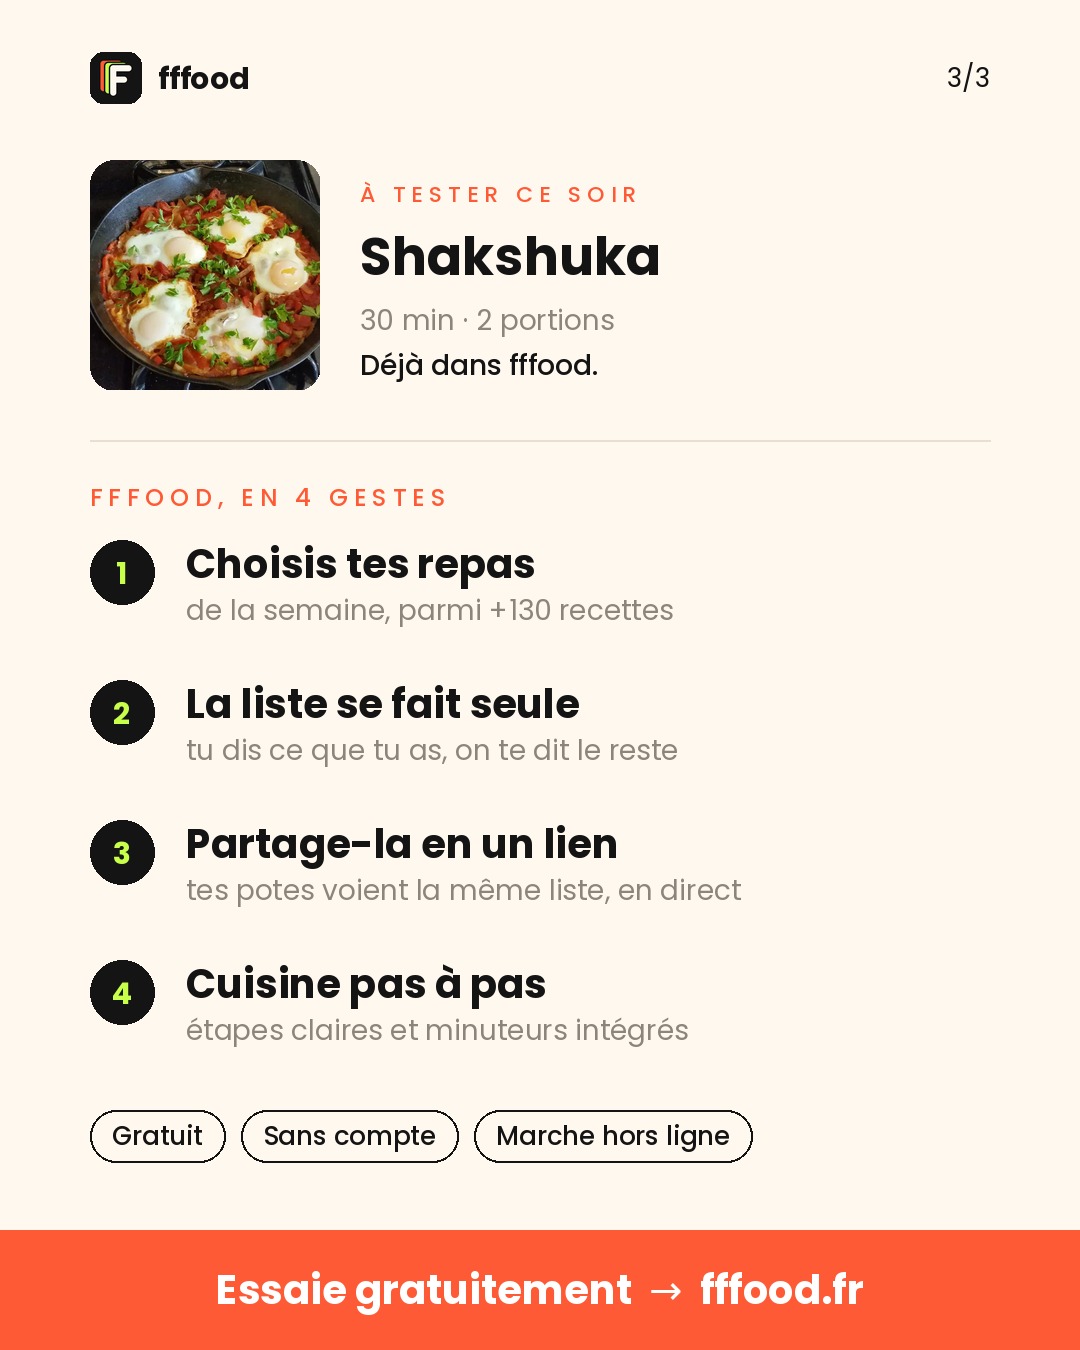 fffood
3/3
À TESTER CE SOIR
Shakshuka
30 min · 2 portions
Déjà dans fffood.
FFFOOD, EN 4 GESTES
1
Choisis tes repas
de la semaine, parmi +130 recettes
2
La liste se fait seule
tu dis ce que tu as, on te dit le reste
3
Partage-la en un lien
tes potes voient la même liste, en direct
4
Cuisine pas à pas
étapes claires et minuteurs intégrés
Gratuit
Sans compte
Marche hors ligne
Essaie gratuitement → fffood.fr